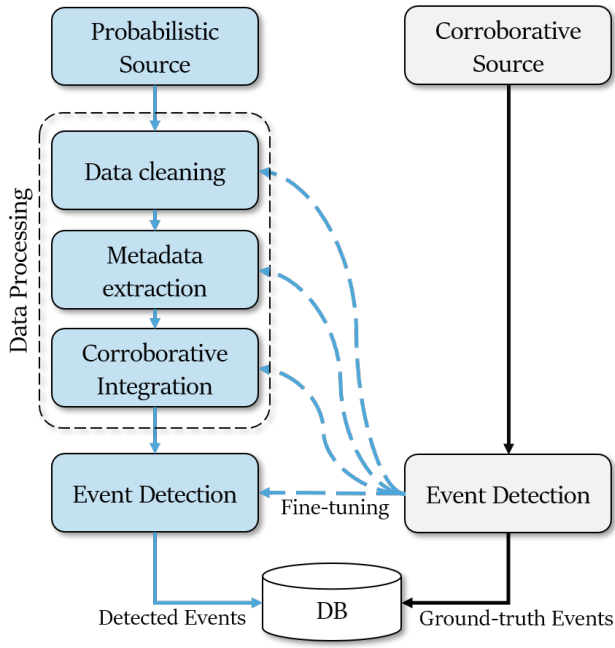 Probabilistic
Source
Corroborative
Source
Data Processing
Data cleaning
Metadata
extraction
Corroborative
Integration
Event Detection
Fine-tuning
Event Detection
Detected Events
DB
Ground-truth Events